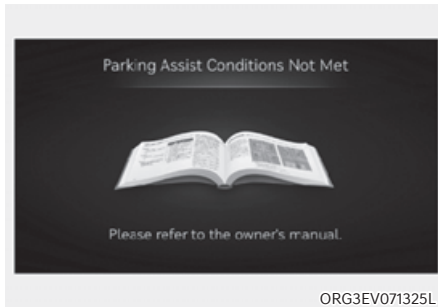 Parking Assist Conditions Not Met
Please refer to the owner's manual.
ORG3EV071325L